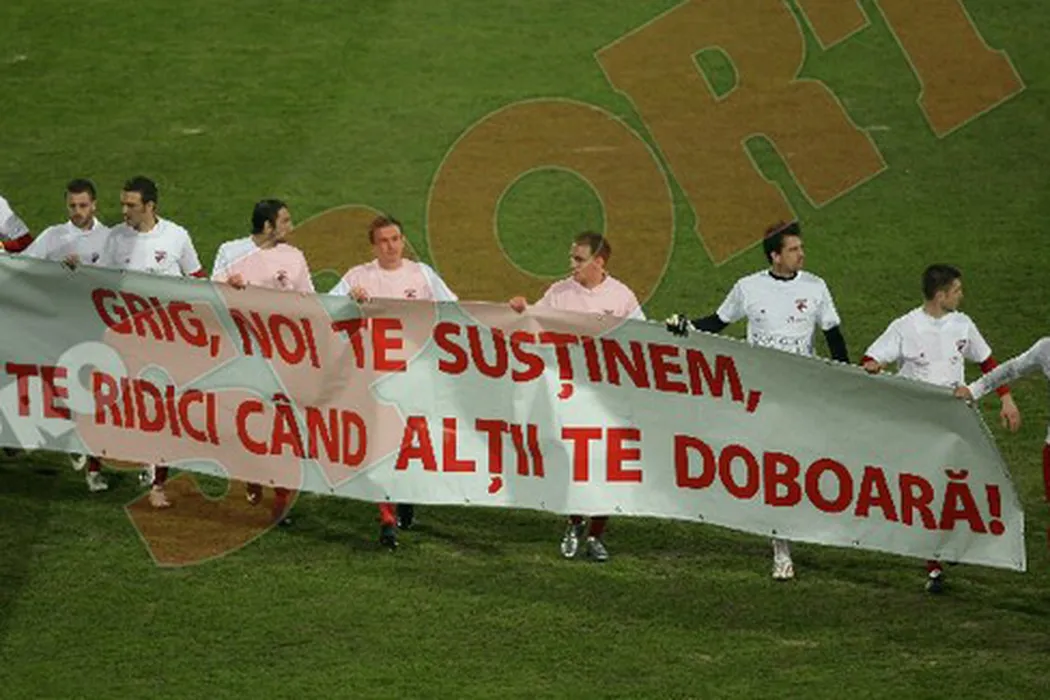 GRIG, NOI TE SUSȚINEM,
TE RIDICI CÂND ALȚII TE DOBOARĂ!